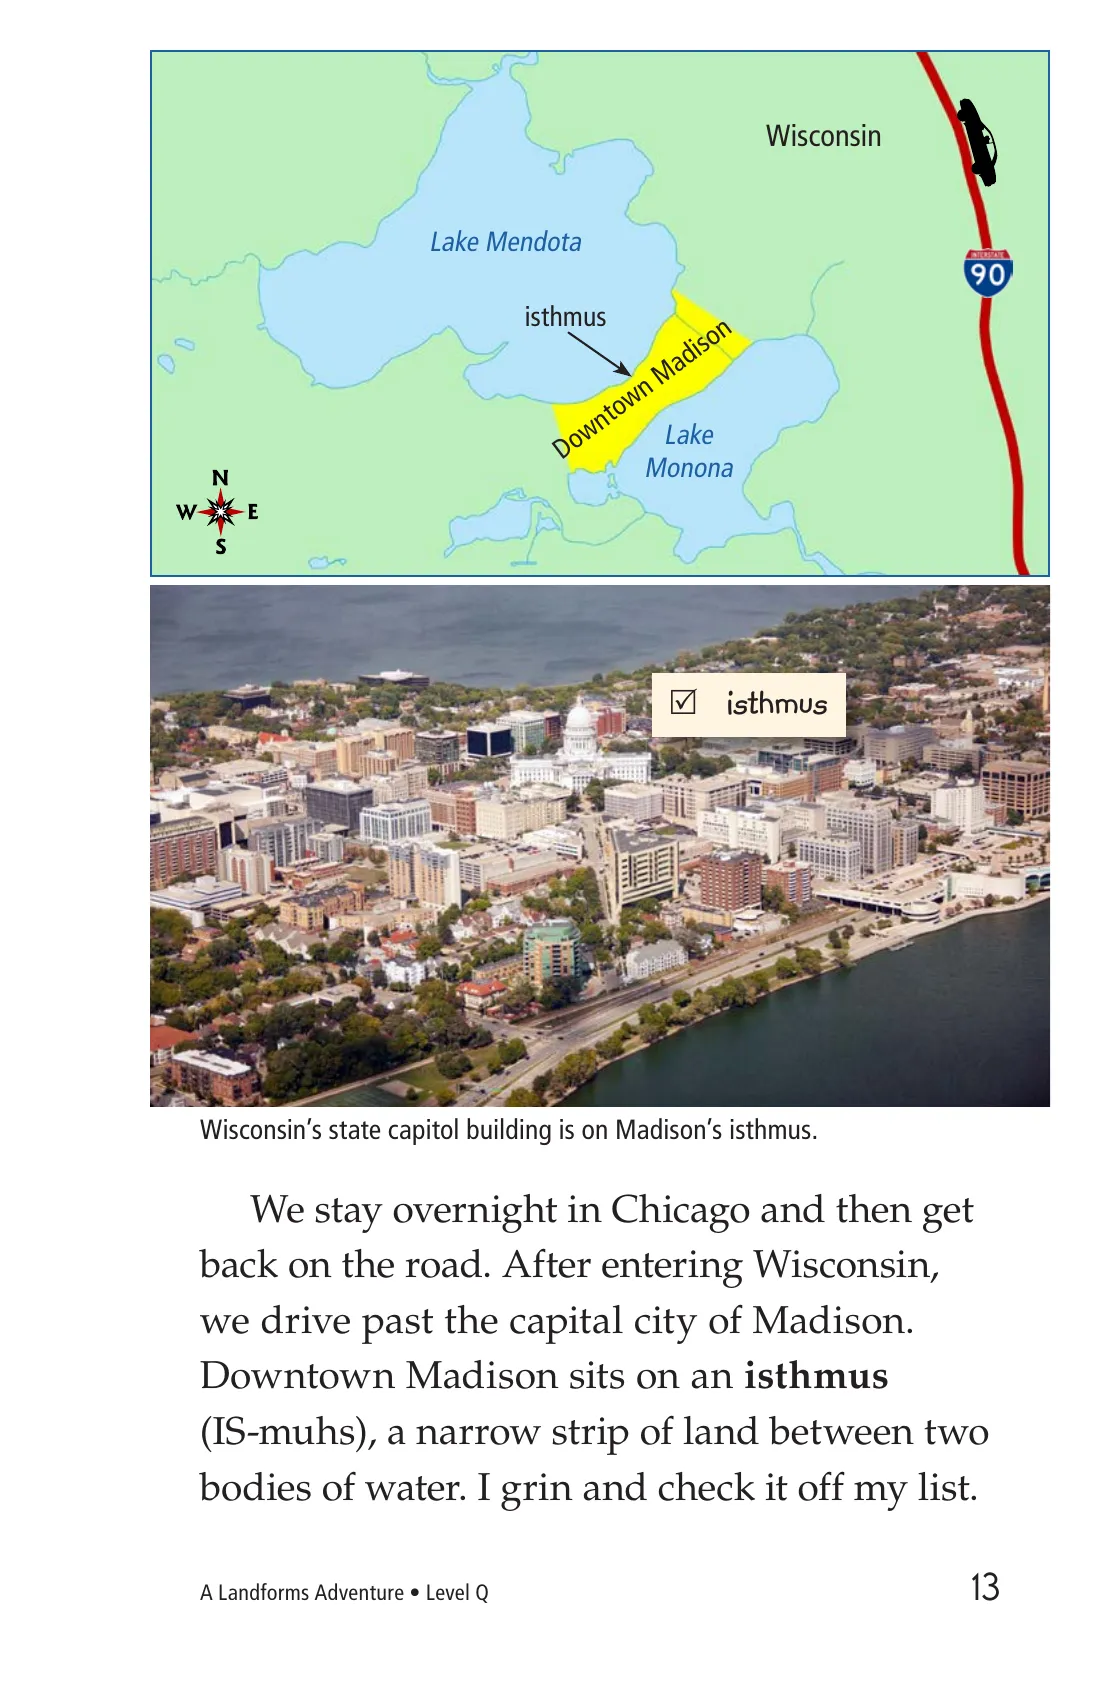 Wisconsin
Lake Mendota
isthmus
Downtown Madison
INTERSTATE
90
Lake
Monona
N
W E
S
isthmus
Wisconsin’s state capitol building is on Madison’s isthmus.
We stay overnight in Chicago and then get
back on the road. After entering Wisconsin,
we drive past the capital city of Madison.
Downtown Madison sits on an isthmus
(IS-muhs), a narrow strip of land between two
bodies of water. I grin and check it off my list.
A Landforms Adventure • Level Q
13